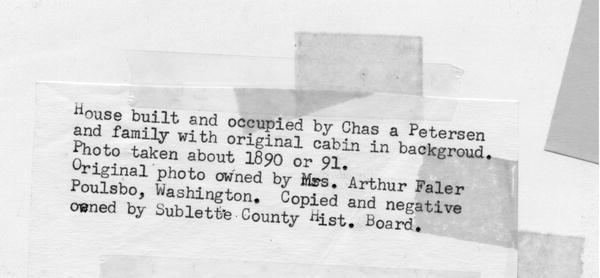 House built and occupied by Chas a Petersen
and family with original cabin in backgroud.
Photo taken about 1890 or 91.
Original photo owned by Mrs. Arthur Faler
Poulsbo, Washington. Copied and negative
owned by Sublette County Hist. Board.